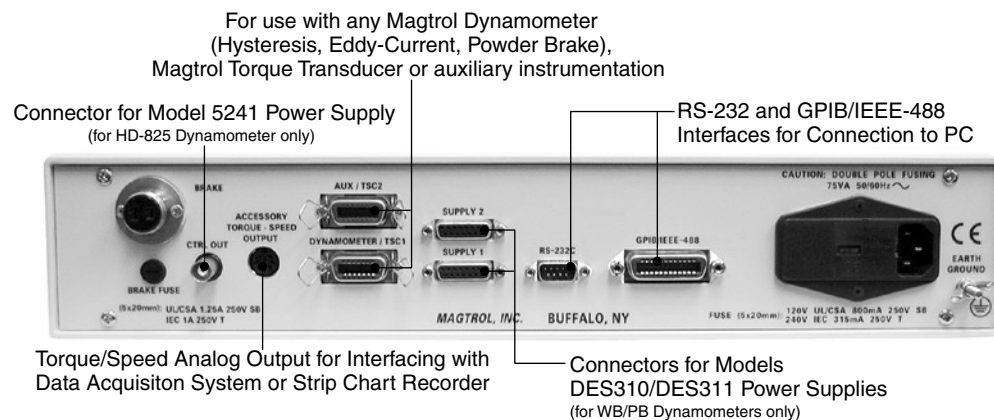 For use with any Magtrol Dynamometer
(Hysteresis, Eddy-Current, Powder Brake),
Magtrol Torque Transducer or auxiliary instrumentation
Connector for Model 5241 Power Supply
(for HD-825 Dynamometer only)
RS-232 and GPIB/IEEE-488
Interfaces for Connection to PC
BRAKE
ACCESSORY
TORQUE - SPEED
OUTPUT
CTRL OUT
BRAKE FUSE
(5x20mm): UL/CSA 1.25A 250V SB
IEC 1A 250V T
AUX / TSC2
DYNAMOMETER / TSC1
SUPPLY 2
SUPPLY 1
RS-232C
GPIB/IEEE-488
CAUTION: DOUBLE POLE FUSING
75VA 50/60Hz
CE
EARTH
GROUND
MAGTROL, INC. BUFFALO, NY
FUSE (5x20mm): 120V UL/CSA 800mA 250V SB
240V IEC 315mA 250V T
Torque/Speed Analog Output for Interfacing with
Data Acquisiton System or Strip Chart Recorder
Connectors for Models
DES310/DES311 Power Supplies
(for WB/PB Dynamometers only)